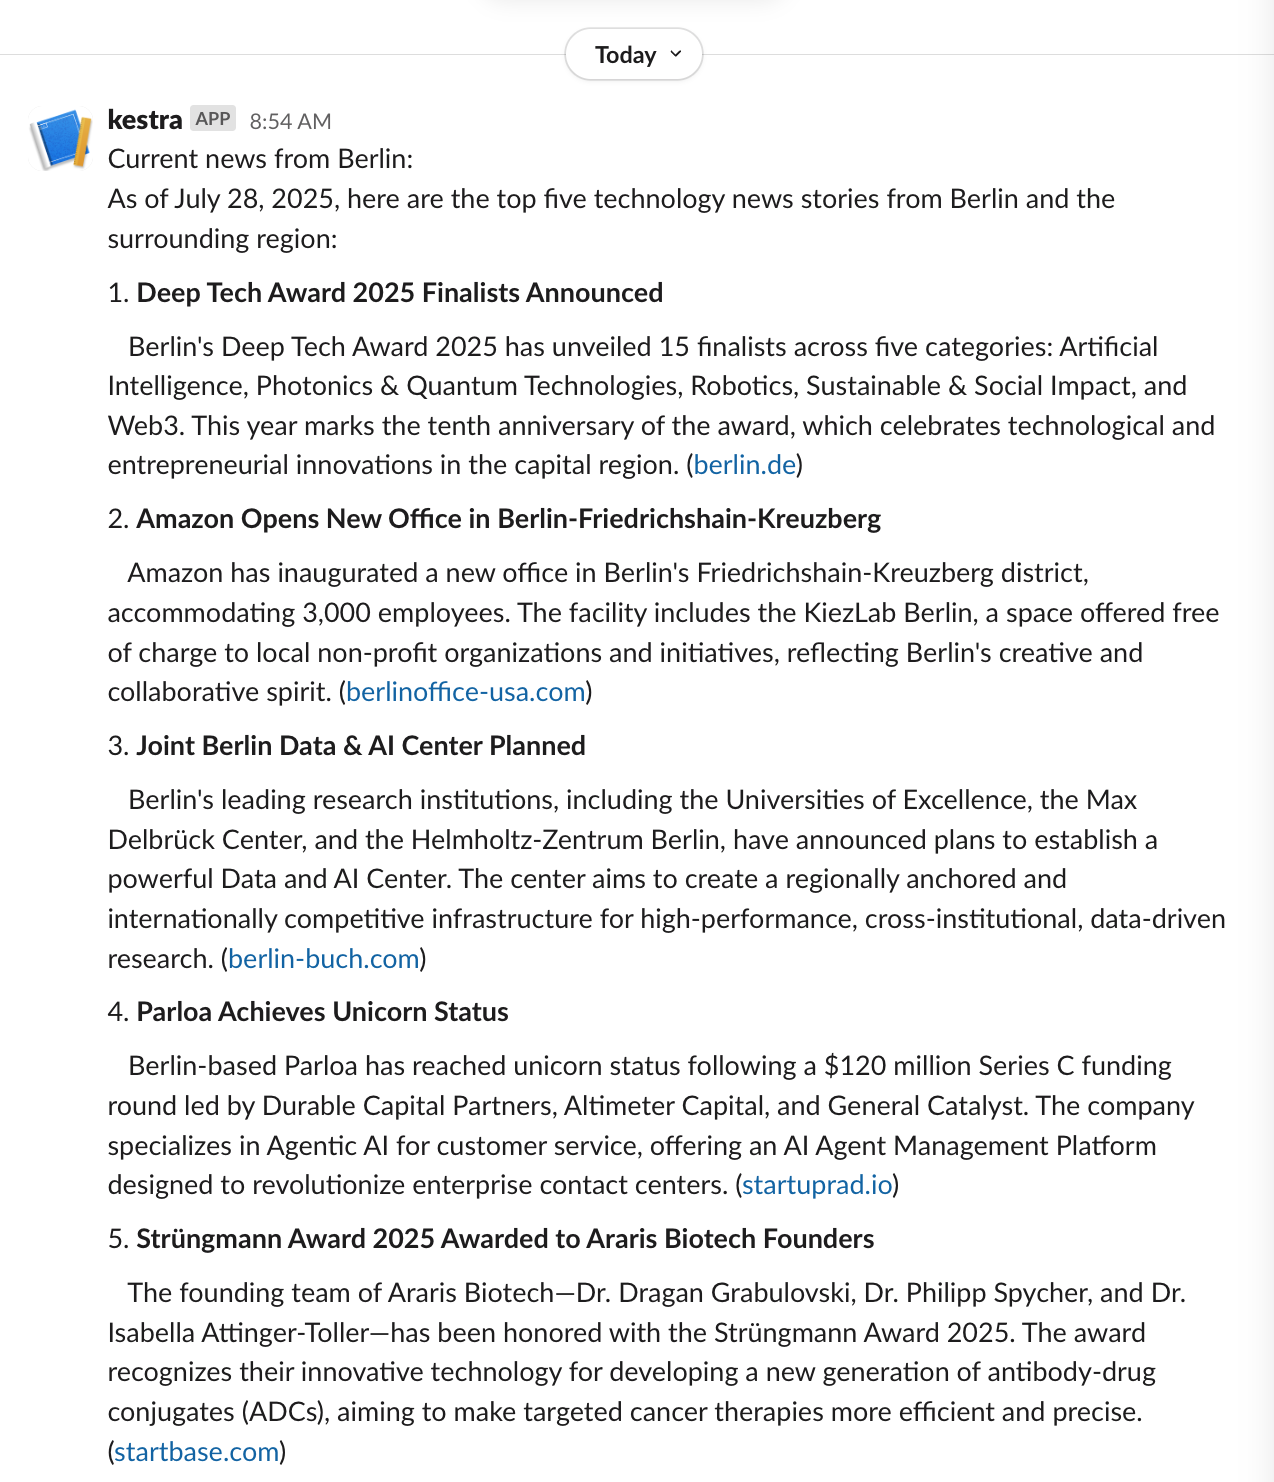 Today
kestra APP 8:54 AM
Current news from Berlin:
As of July 28, 2025, here are the top five technology news stories from Berlin and the
surrounding region:
1. Deep Tech Award 2025 Finalists Announced
Berlin's Deep Tech Award 2025 has unveiled 15 finalists across five categories: Artificial
Intelligence, Photonics & Quantum Technologies, Robotics, Sustainable & Social Impact, and
Web3. This year marks the tenth anniversary of the award, which celebrates technological and
entrepreneurial innovations in the capital region. (berlin.de)
2. Amazon Opens New Office in Berlin-Friedrichshain-Kreuzberg
Amazon has inaugurated a new office in Berlin's Friedrichshain-Kreuzberg district,
accommodating 3,000 employees. The facility includes the KiezLab Berlin, a space offered free
of charge to local non-profit organizations and initiatives, reflecting Berlin's creative and
collaborative spirit. (berlinoffice-usa.com)
3. Joint Berlin Data & AI Center Planned
Berlin's leading research institutions, including the Universities of Excellence, the Max
Delbrück Center, and the Helmholtz-Zentrum Berlin, have announced plans to establish a
powerful Data and AI Center. The center aims to create a regionally anchored and
internationally competitive infrastructure for high-performance, cross-institutional, data-driven
research. (berlin-buch.com)
4. Parloa Achieves Unicorn Status
Berlin-based Parloa has reached unicorn status following a $120 million Series C funding
round led by Durable Capital Partners, Altimeter Capital, and General Catalyst. The company
specializes in Agentic AI for customer service, offering an AI Agent Management Platform
designed to revolutionize enterprise contact centers. (startuprad.io)
5. Strüngmann Award 2025 Awarded to Araris Biotech Founders
The founding team of Araris Biotech—Dr. Dragan Grabulovski, Dr. Philipp Spycher, and Dr.
Isabella Attinger-Toller—has been honored with the Strüngmann Award 2025. The award
recognizes their innovative technology for developing a new generation of antibody-drug
conjugates (ADCs), aiming to make targeted cancer therapies more efficient and precise.
(startbase.com)